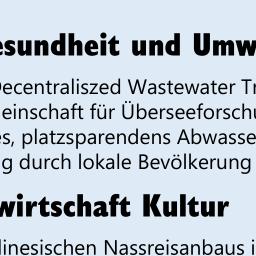 esundheit und Umw
Decentraliszed Wastewater Tr
einschaft für Überseeforschu
es, platzsparendens Abwasse
g durch lokale Bevölkerung
wirtschaft Kultur
linesischen Nassreisanbaus i